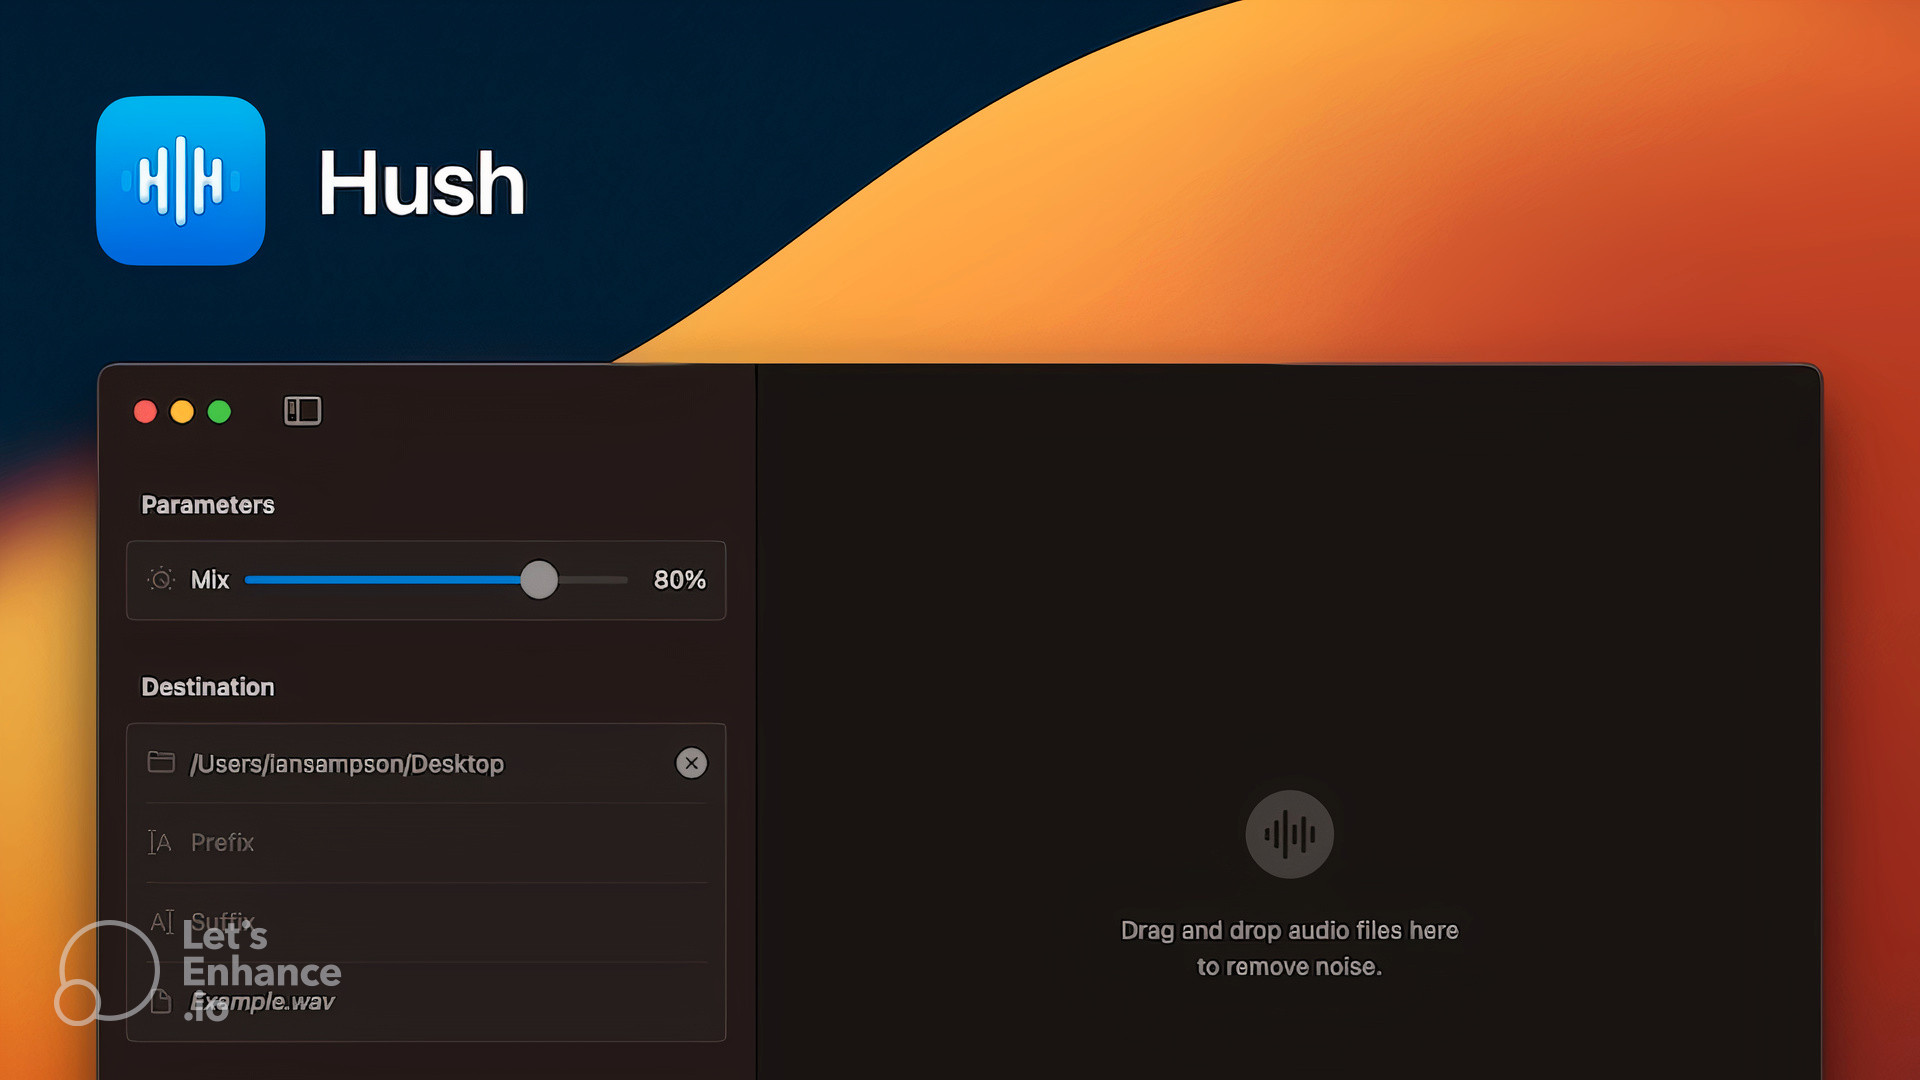 Hush
Parameters
Mix 80%
Destination
/Users/iansampson/Desktop
Prefix
Suffix
Example.wav
Drag and drop audio files here
to remove noise.
Let's
Enhance
.io